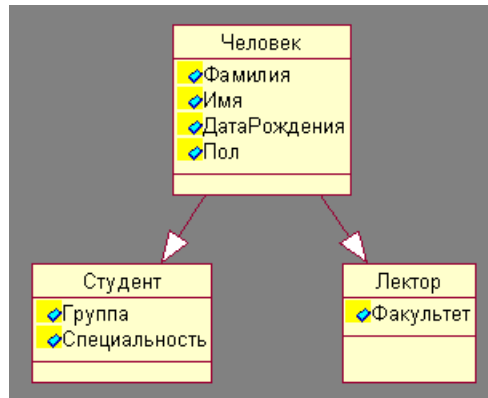 Человек
Фамилия
Имя
ДатаРождения
Пол
Студент
Группа
Специальность
Лектор
Факультет